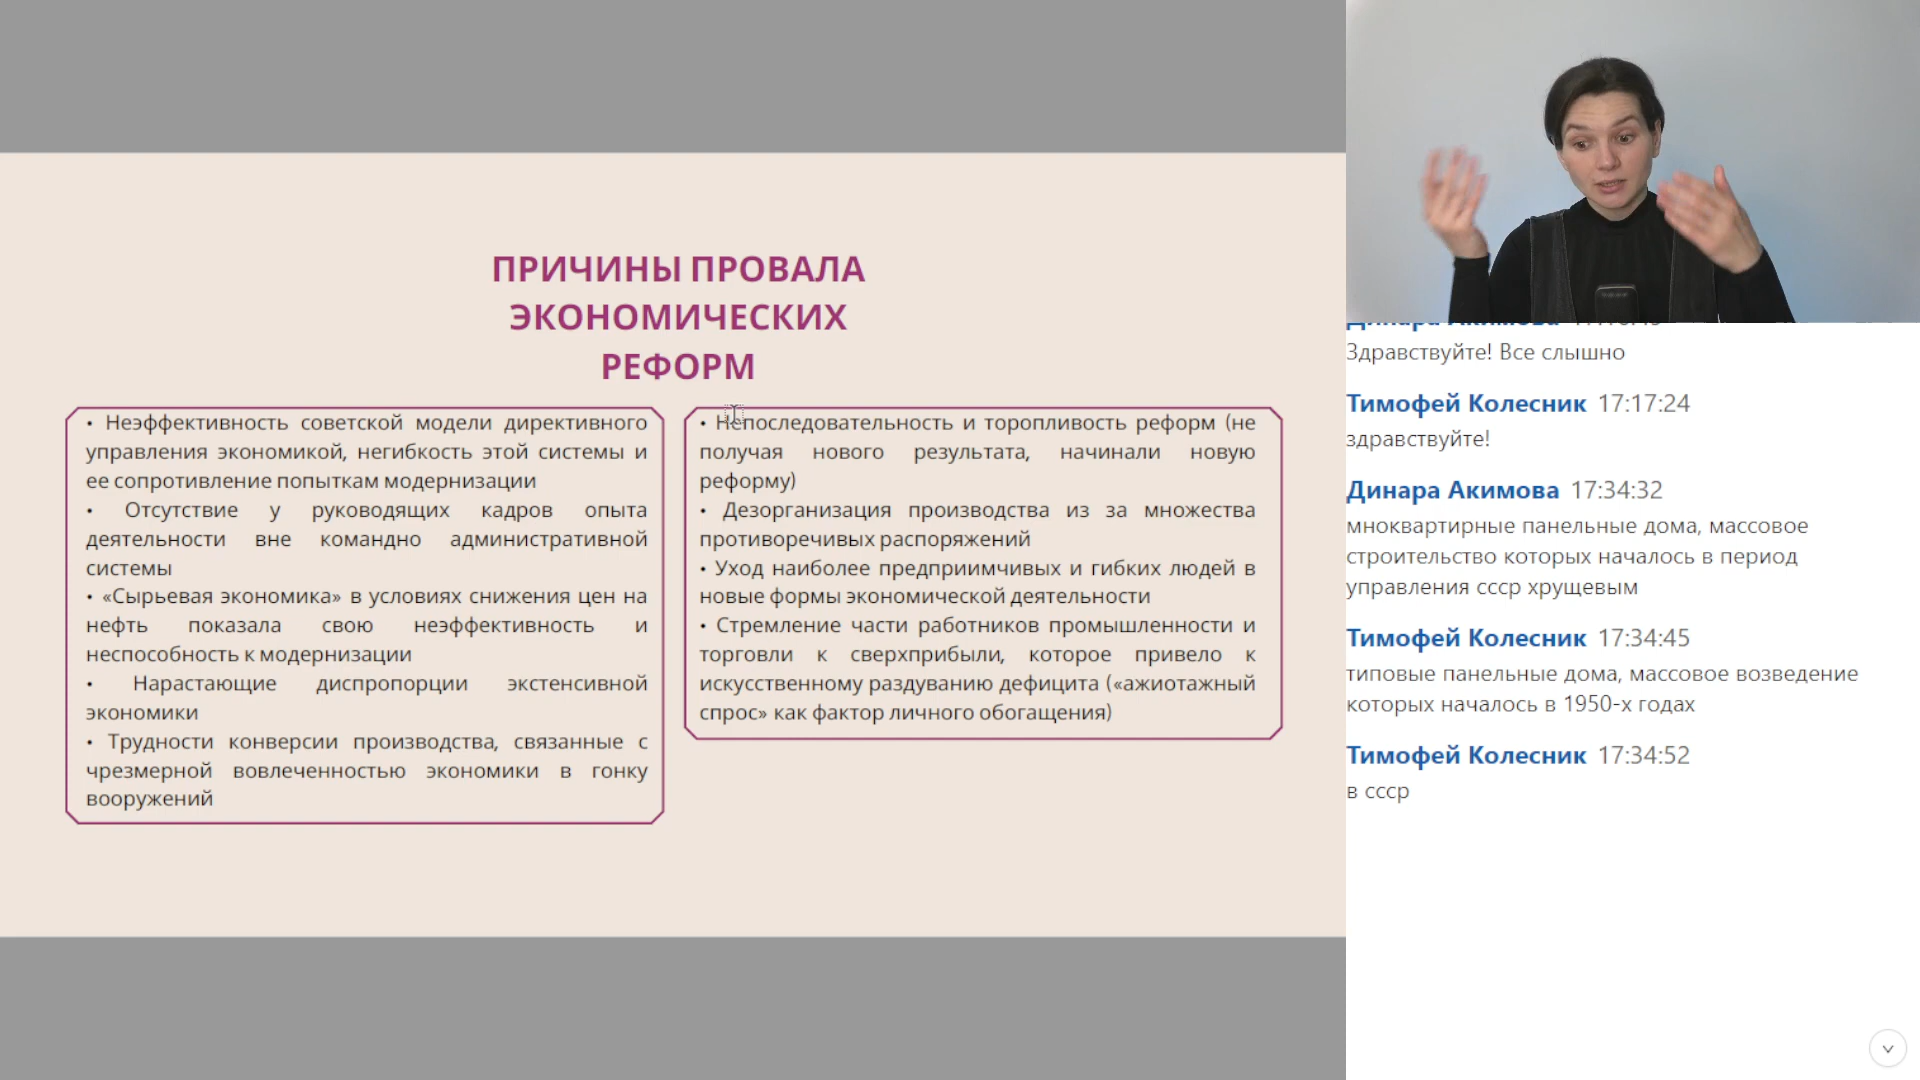 ПРИЧИНЫ ПРОВАЛА
ЭКОНОМИЧЕСКИХ
РЕФОРМ
• Неэффективность советской модели директивного
управления экономикой, негибкость этой системы и
ее сопротивление попыткам модернизации
• Отсутствие у руководящих кадров опыта
деятельности вне командно административной
системы
• «Сырьевая экономика» в условиях снижения цен на
нефть показала свою неэффективность и
неспособность к модернизации
• Нарастающие диспропорции экстенсивной
экономики
• Трудности конверсии производства, связанные с
чрезмерной вовлеченностью экономики в гонку
вооружений
• Непоследовательность и торопливость реформ (не
получая нового результата, начинали новую
реформу)
• Дезорганизация производства из за множества
противоречивых распоряжений
• Уход наиболее предприимчивых и гибких людей в
новые формы экономической деятельности
• Стремление части работников промышленности и
торговли к сверхприбыли, которое привело к
искусственному раздуванию дефицита («ажиотажный
спрос» как фактор личного обогащения)
Динара Акимова
Здравствуйте! Все слышно
Тимофей Колесник 17:17:24
здравствуйте!
Динара Акимова 17:34:32
мноквартирные панельные дома, массовое
строительство которых началось в период
управления ссср хрущевым
Тимофей Колесник 17:34:45
типовые панельные дома, массовое возведение
которых началось в 1950-х годах
Тимофей Колесник 17:34:52
в ссср